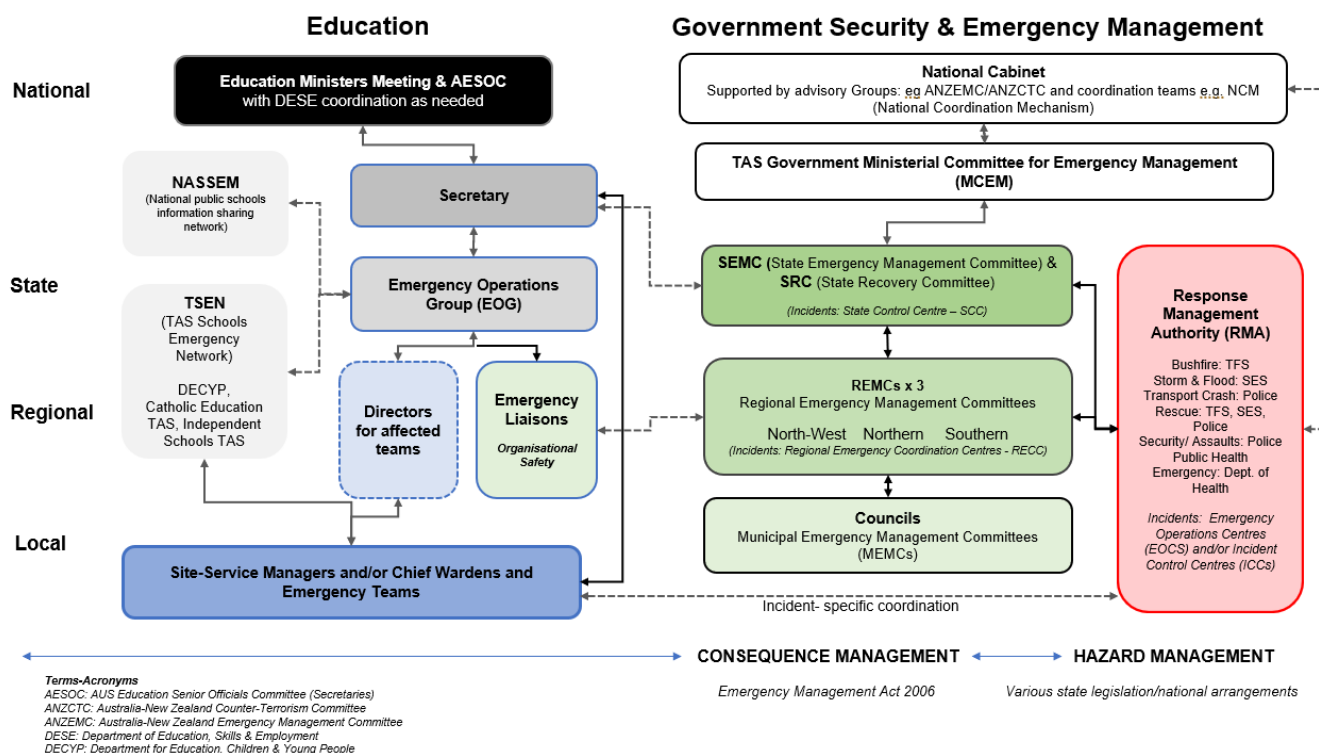 Education
Government Security & Emergency Management
National
Education Ministers Meeting & AESOC
with DESE coordination as needed
National Cabinet
Supported by advisory Groups: eg ANZEMC/ANZCTC and coordination teams e.g. NCM
(National Coordination Mechanism)
TAS Government Ministerial Committee for Emergency Management
(MCEM)
NASSEM
(National public schools
information sharing
network)
Secretary
State
Emergency Operations
Group (EOG)
SEMC (State Emergency Management Committee) &
SRC (State Recovery Committee)
(Incidents: State Control Centre – SCC)
TSEN
(TAS Schools
Emergency
Network)
DECYP,
Catholic Education
TAS, Independent
Schools TAS
Regional
Directors
for affected
teams
Emergency
Liaisons
Organisational
Safety
REMCs x 3
Regional Emergency Management Committees
North-West Northern Southern
(Incidents: Regional Emergency Coordination Centres - RECC)
Response
Management
Authority (RMA)
Bushfire: TFS
Storm & Flood: SES
Transport Crash: Police
Rescue: TFS, SES,
Police
Security/ Assaults: Police
Public Health
Emergency: Dept. of
Health
Incidents: Emergency
Operations Centres
(EOCS) and/or Incident
Control Centres (ICCs)
Local
Councils
Municipal Emergency Management Committees
(MEMCs)
Site-Service Managers and/or Chief Wardens and
Emergency Teams
Incident- specific coordination
CONSEQUENCE MANAGEMENT
HAZARD MANAGEMENT
Emergency Management Act 2006
Various state legislation/national arrangements
Terms-Acronyms
AESOC: AUS Education Senior Officials Committee (Secretaries)
ANZCTC: Australia-New Zealand Counter-Terrorism Committee
ANZEMC: Australia-New Zealand Emergency Management Committee
DESE: Department of Education, Skills & Employment
DECYP: Department for Education, Children & Young People